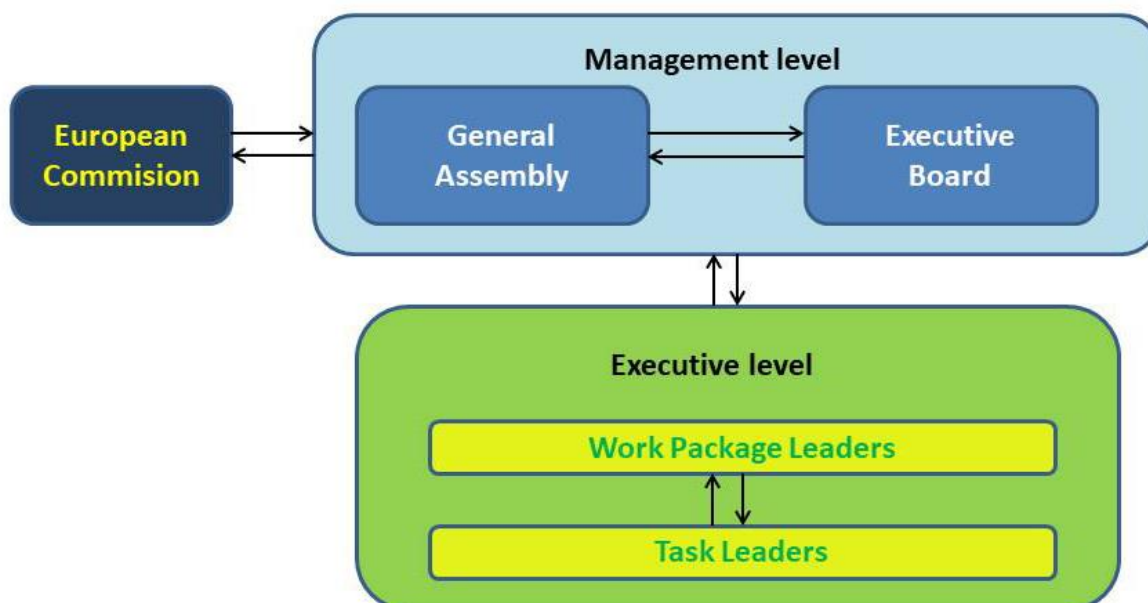 Management level
European
Commision
General
Assembly
Executive
Board
Executive level
Work Package Leaders
Task Leaders